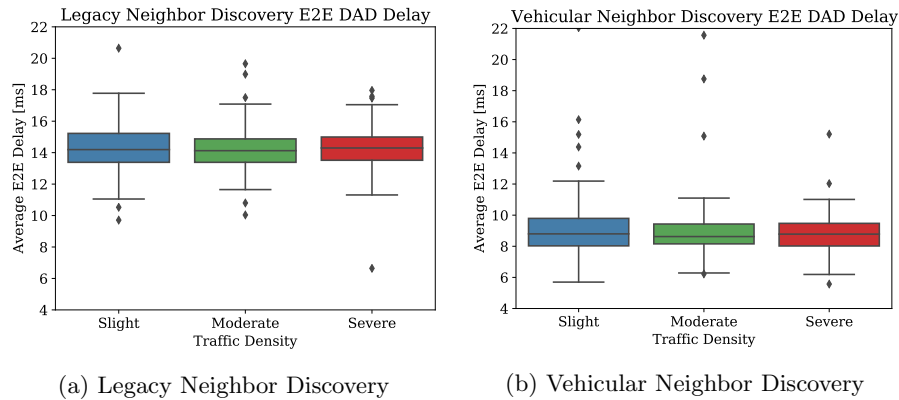 Legacy Neighbor Discovery E2E DAD Delay
22
20
18
16
14
12
10
8
6
4
Average E2E Delay [ms]
Slight Moderate Severe
Traffic Density
(a) Legacy Neighbor Discovery
Vehicular Neighbor Discovery E2E DAD Delay
22
20
18
16
14
12
10
8
6
4
Average E2E Delay [ms]
Slight Moderate Severe
Traffic Density
(b) Vehicular Neighbor Discovery